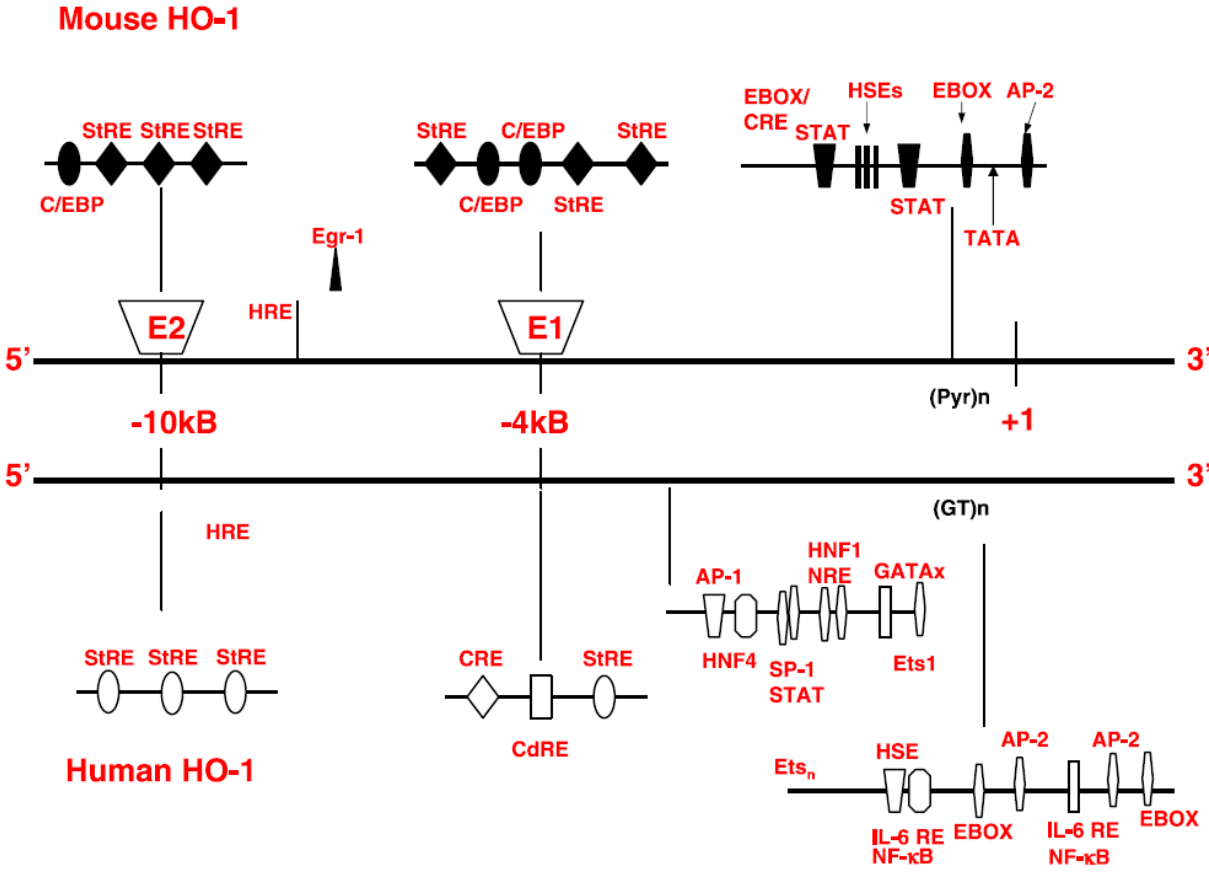 Mouse HO-1
EBOX/
CRE
HSEs
EBOX
AP-2
StRE StRE StRE
StRE
C/EBP
StRE
STAT
C/EBP
C/EBP
StRE
STAT
TATA
Egr-1
HRE
E2
E1
5'
3'
(Pyr)n
-10kB
-4kB
+1
5'
3'
(GT)n
HRE
AP-1
HNF1
NRE
GATAx
HNF4
SP-1
STAT
Ets1
StRE StRE StRE
CRE
StRE
CdRE
Human HO-1
Etsn
HSE
AP-2
AP-2
IL-6 RE
NF-κB
EBOX
IL-6 RE
NF-κB
EBOX